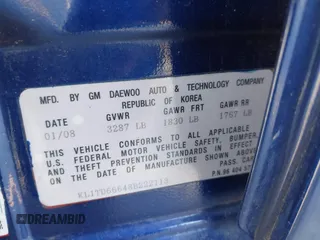 MFD. BY GM DAEWOO AUTO & TECHNOLOGY COMPANY
REPUBLIC OF KOREA
DATE GVWR GAWR FRT GAWR RR
01/08 3287 LB 1830 LB 1757 LB
THIS VEHICLE CONFORMS TO ALL APPLICABLE
U.S. FEDERAL MOTOR VEHICLE SAFETY, BUMPER,
AND THEFT PREVENTION STANDARDS IN EFFECT
ON THE DATE OF MANUFACTURE SHOWN ABOVE.
PASS. CAR
P/N.96 404
DREAMBID